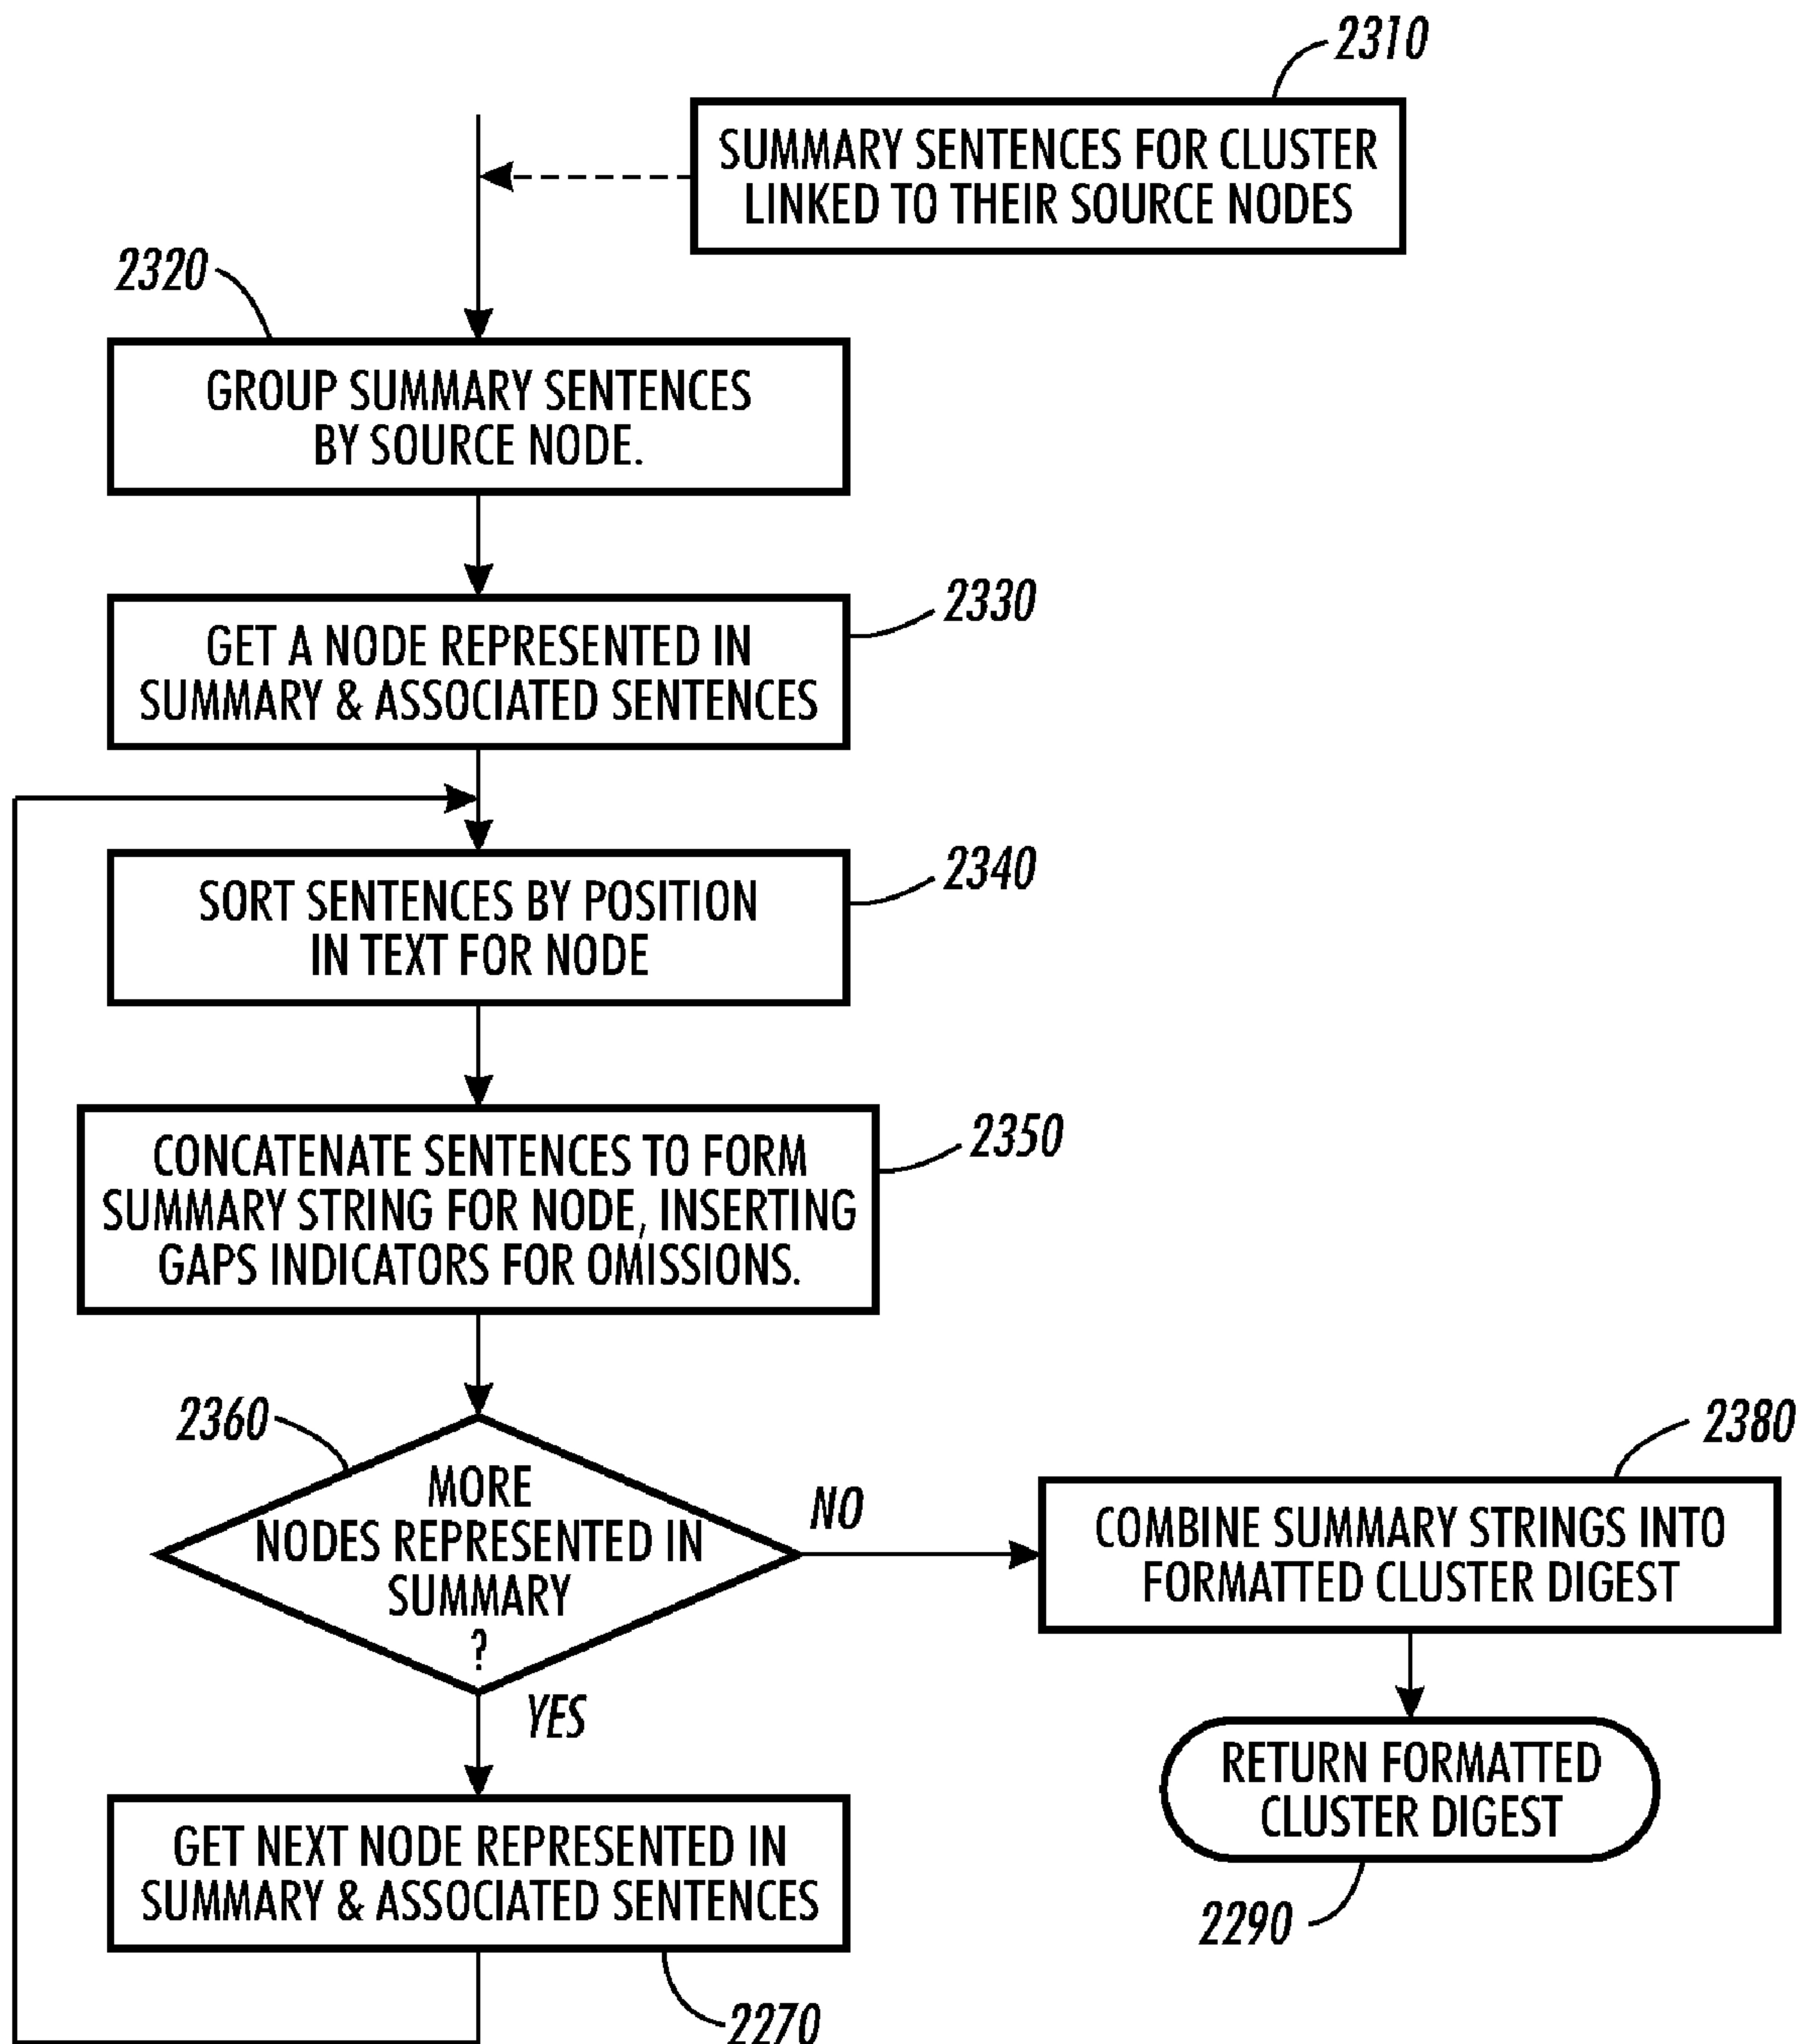 2310
SUMMARY SENTENCES FOR CLUSTER
LINKED TO THEIR SOURCE NODES
2320
GROUP SUMMARY SENTENCES
BY SOURCE NODE.
2330
GET A NODE REPRESENTED IN
SUMMARY & ASSOCIATED SENTENCES
2340
SORT SENTENCES BY POSITION
IN TEXT FOR NODE
2350
CONCATENATE SENTENCES TO FORM
SUMMARY STRING FOR NODE, INSERTING
GAPS INDICATORS FOR OMISSIONS.
2360
MORE
NODES REPRESENTED IN
SUMMARY
?
NO
YES
2380
COMBINE SUMMARY STRINGS INTO
FORMATTED CLUSTER DIGEST
RETURN FORMATTED
CLUSTER DIGEST
2290
GET NEXT NODE REPRESENTED IN
SUMMARY & ASSOCIATED SENTENCES
2270